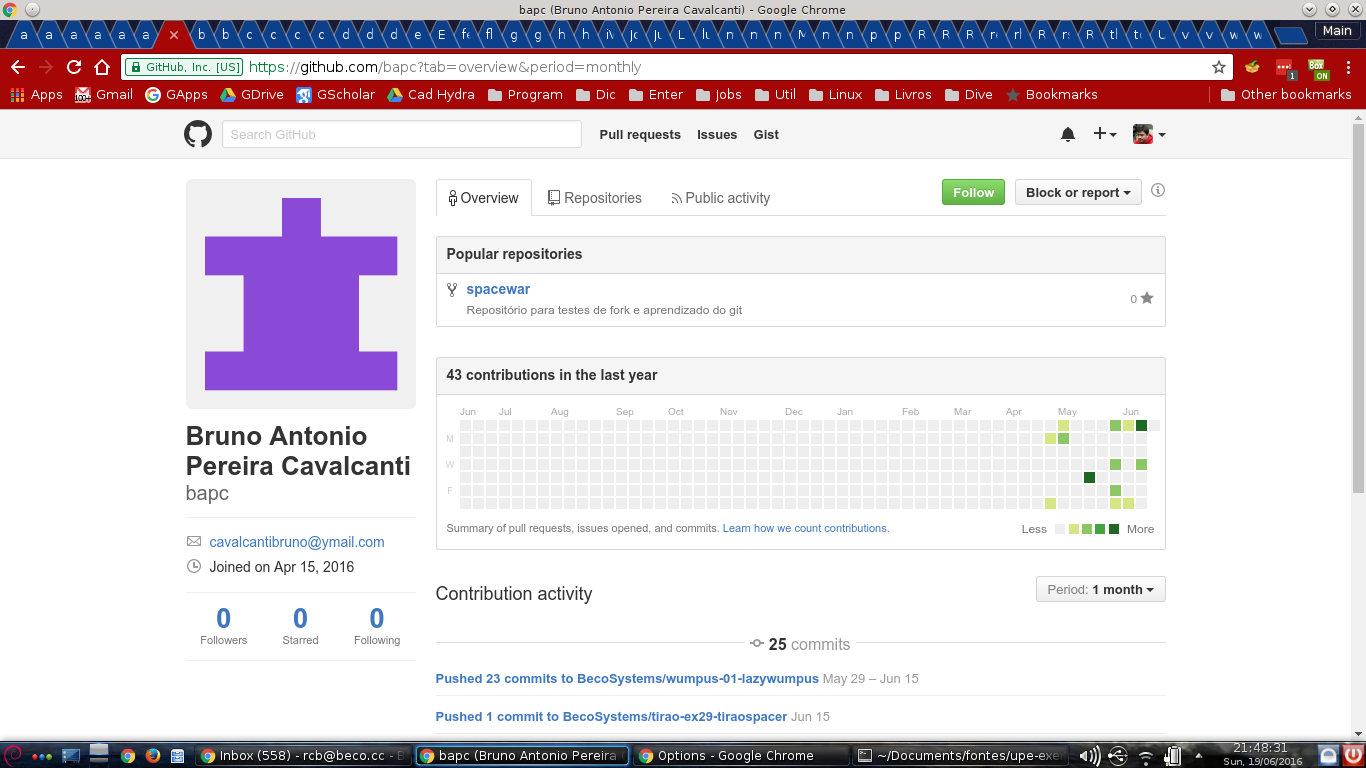 bapc (Bruno Antonio Pereira Cavalcanti) - Google Chrome
a a a a a a b b c c c d d d e E f g g h h Ju L lu n n n M n n p p R R R r rl R r R t t U v v w w Main
GitHub, Inc. [US] https://github.com/bapc?tab=overview&period=monthly 1 BOX ON
Apps 100+ Gmail GApps GDrive GScholar Cad Hydra Program Dic Enter Jobs Util Linux Livros Dive Bookmarks Other bookmarks
Search GitHub Pull requests Issues Gist
Overview Repositories Public activity Follow Block or report
Popular repositories
spacewar
Repositório para testes de fork e aprendizado do git
0
43 contributions in the last year
Jun Jul Aug Sep Oct Nov Dec Jan Feb Mar Apr May Jun
M
W
F
Summary of pull requests, issues opened, and commits. Learn how we count contributions. Less More
Bruno Antonio
Pereira Cavalcanti
bapc
cavalcantibruno@ymail.com
Joined on Apr 15, 2016
0 0 0
Followers Starred Following
Contribution activity Period: 1 month
25 commits
Pushed 23 commits to BecoSystems/wumpus-01-lazywumpus May 29 – Jun 15
Pushed 1 commit to BecoSystems/tirao-ex29-tiraospacer Jun 15
Inbox (558) - rcb@beco.cc - B bapc (Bruno Antonio Pereira Options - Google Chrome ~/Documents/fontes/upe-exe 21:48:31
Sun, 19/06/2016